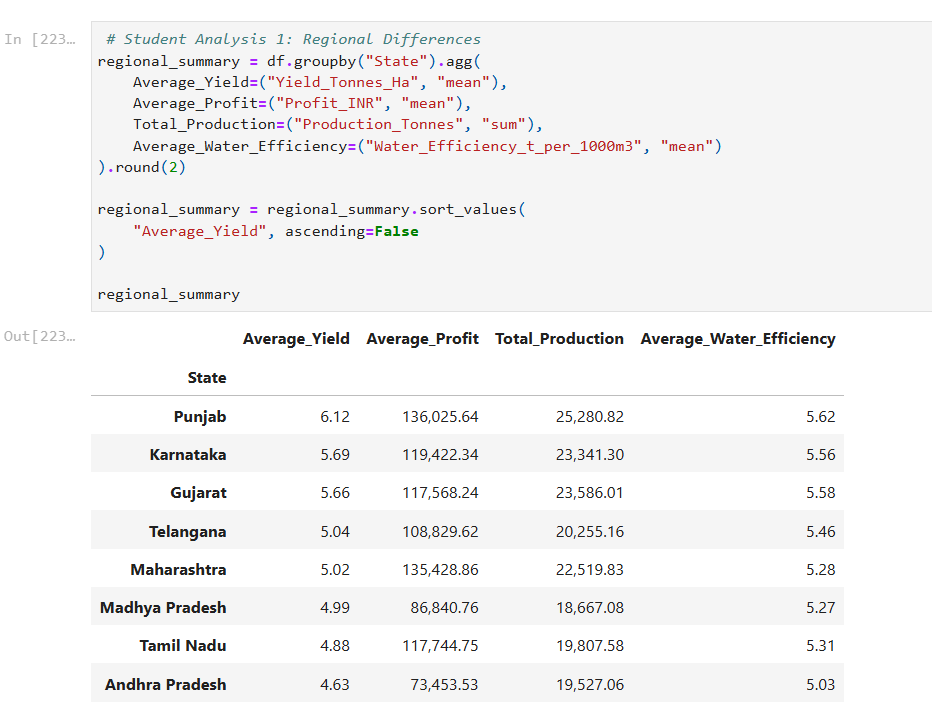 In [223…
# Student Analysis 1: Regional Differences
regional_summary = df.groupby("State").agg(
    Average_Yield=("Yield_Tonnes_Ha", "mean"),
    Average_Profit=("Profit_INR", "mean"),
    Total_Production=("Production_Tonnes", "sum"),
    Average_Water_Efficiency=("Water_Efficiency_t_per_1000m3", "mean")
).round(2)
regional_summary = regional_summary.sort_values(
    "Average_Yield", ascending=False
)
regional_summary
Out[223…
Average_Yield Average_Profit Total_Production Average_Water_Efficiency
State
Punjab 6.12 136,025.64 25,280.82 5.62
Karnataka 5.69 119,422.34 23,341.30 5.56
Gujarat 5.66 117,568.24 23,586.01 5.58
Telangana 5.04 108,829.62 20,255.16 5.46
Maharashtra 5.02 135,428.86 22,519.83 5.28
Madhya Pradesh 4.99 86,840.76 18,667.08 5.27
Tamil Nadu 4.88 117,744.75 19,807.58 5.31
Andhra Pradesh 4.63 73,453.53 19,527.06 5.03